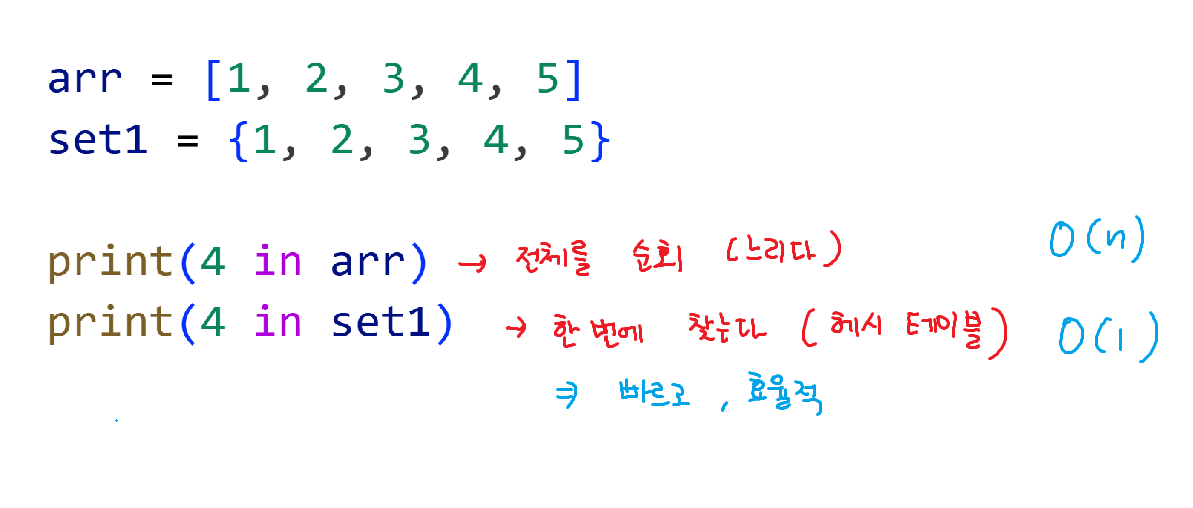 arr = [1, 2, 3, 4, 5]
set1 = {1, 2, 3, 4, 5}
print(4 in arr) → 전체를 순회 (느리다) O(n)
print(4 in set1) → 한번에 찾는다 (헤시 테이블) O(1)
⇒ 빠르고, 효율적